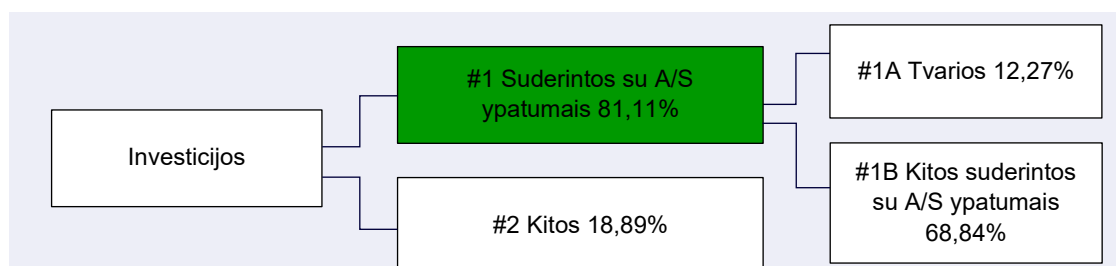 Investicijos
#1 Suderintos su A/S
ypatumais 81,11%
#2 Kitos 18,89%
#1A Tvarios 12,27%
#1B Kitos suderintos
su A/S ypatumais
68,84%